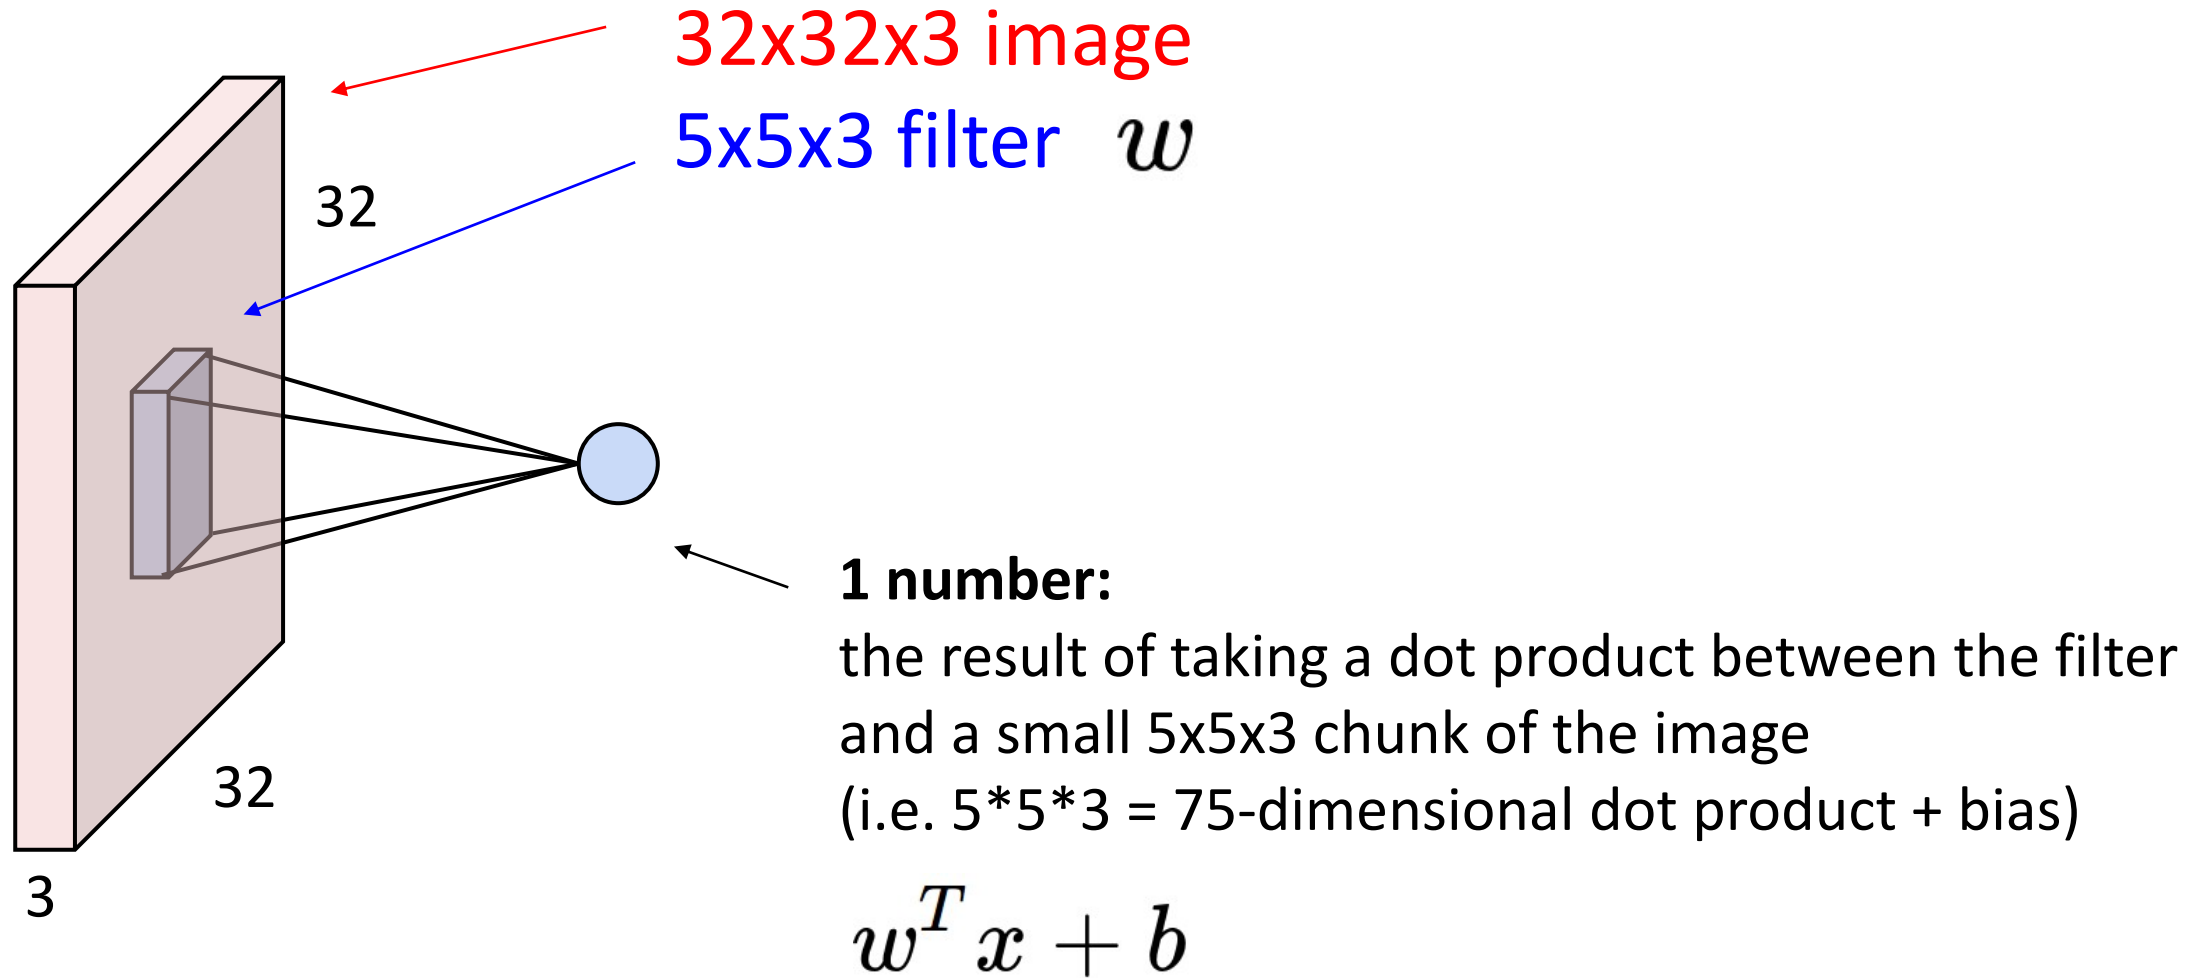 32x32x3 image
5x5x3 filter w
32
1 number:
the result of taking a dot product between the filter
and a small 5x5x3 chunk of the image
(i.e. 5*5*3 = 75-dimensional dot product + bias)
32
3
w^T x + b